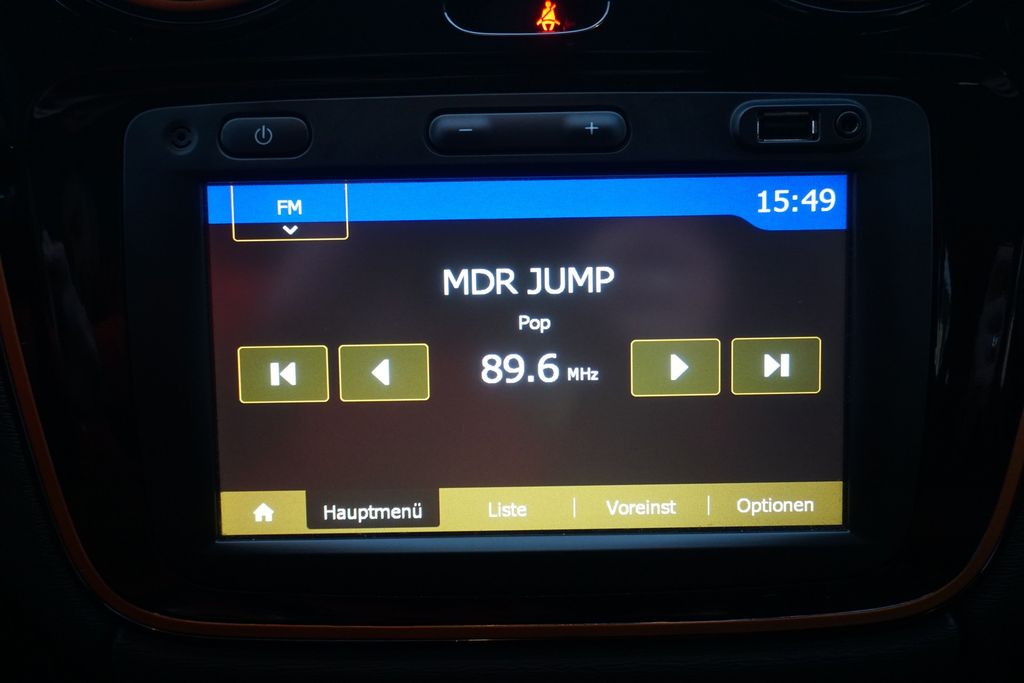 FM
15:49
MDR JUMP
Pop
89.6 MHz
Hauptmenü
Liste
Voreinst
Optionen